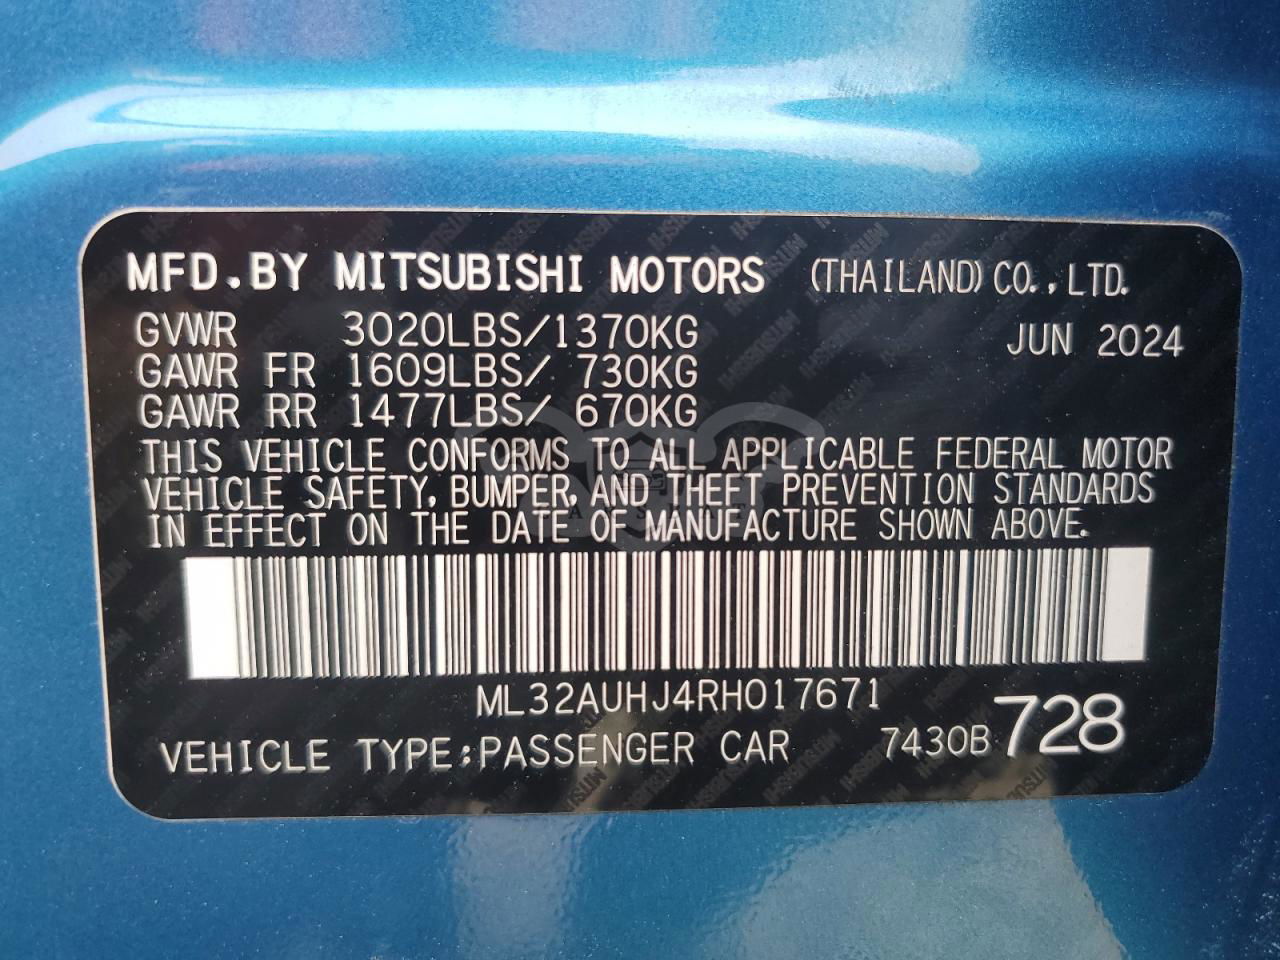 MFD.BY MITSUBISHI MOTORS (THAILAND) CO.,LTD.
GVWR 3020LBS/1370KG JUN 2024
GAWR FR 1609LBS/ 730KG
GAWR RR 1477LBS/ 670KG
THIS VEHICLE CONFORMS TO ALL APPLICABLE FEDERAL MOTOR
VEHICLE SAFETY, BUMPER, AND THEFT PREVENTION STANDARDS
IN EFFECT ON THE DATE OF MANUFACTURE SHOWN ABOVE.
ML32AUHJ4RH017671
VEHICLE TYPE:PASSENGER CAR 7430B 728